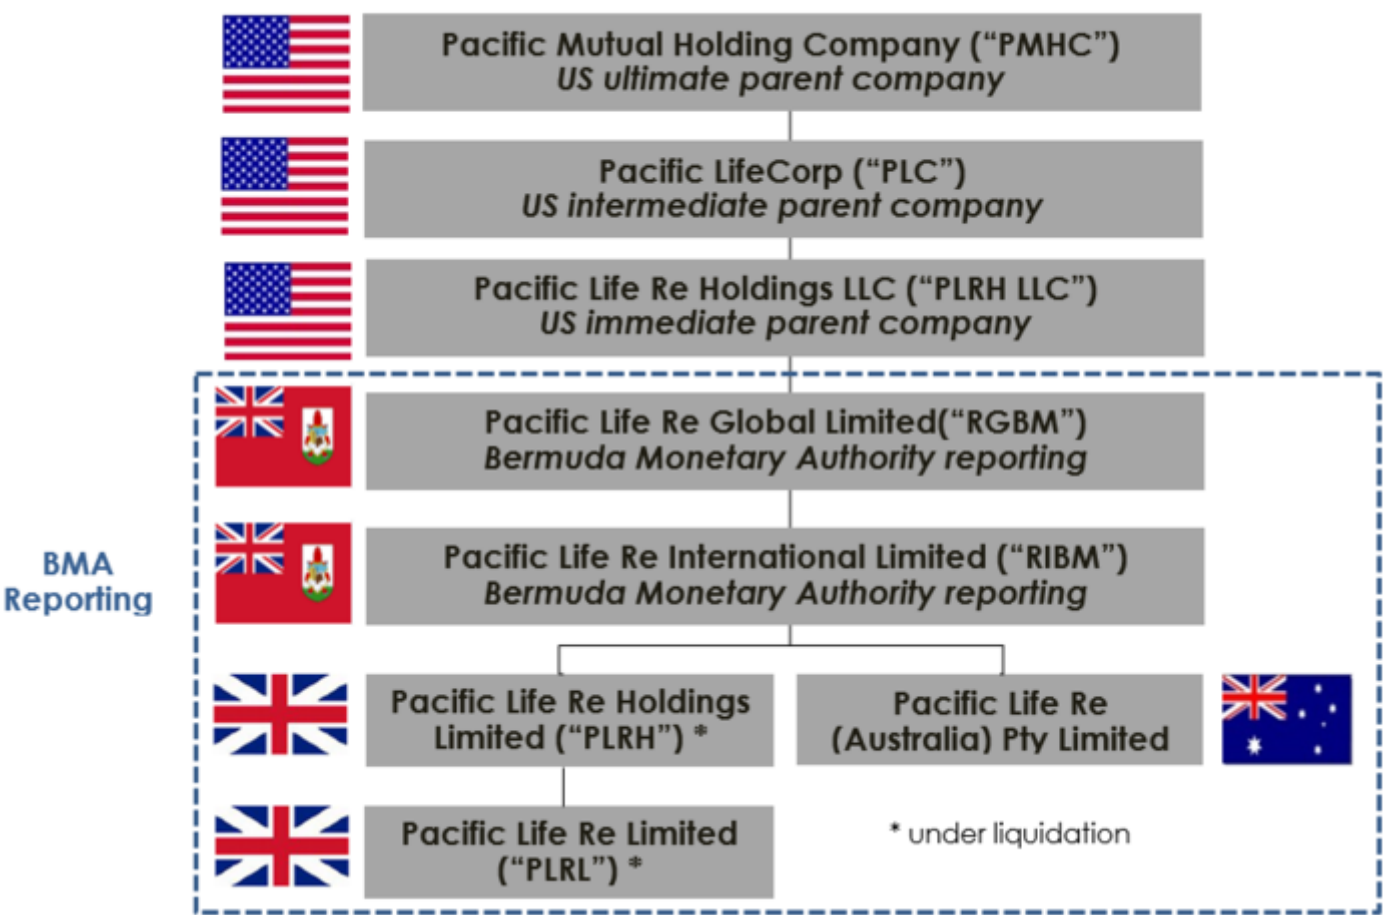 Pacific Mutual Holding Company (“PMHC”)
US ultimate parent company
Pacific LifeCorp (“PLC”)
US intermediate parent company
Pacific Life Re Holdings LLC (“PLRH LLC”)
US immediate parent company
Pacific Life Re Global Limited(“RGBM”)
Bermuda Monetary Authority reporting
BMA
Reporting
Pacific Life Re International Limited (“RIBM”)
Bermuda Monetary Authority reporting
Pacific Life Re Holdings
Limited (“PLRH”) *
Pacific Life Re
(Australia) Pty Limited
Pacific Life Re Limited
(“PLRL”) *
* under liquidation